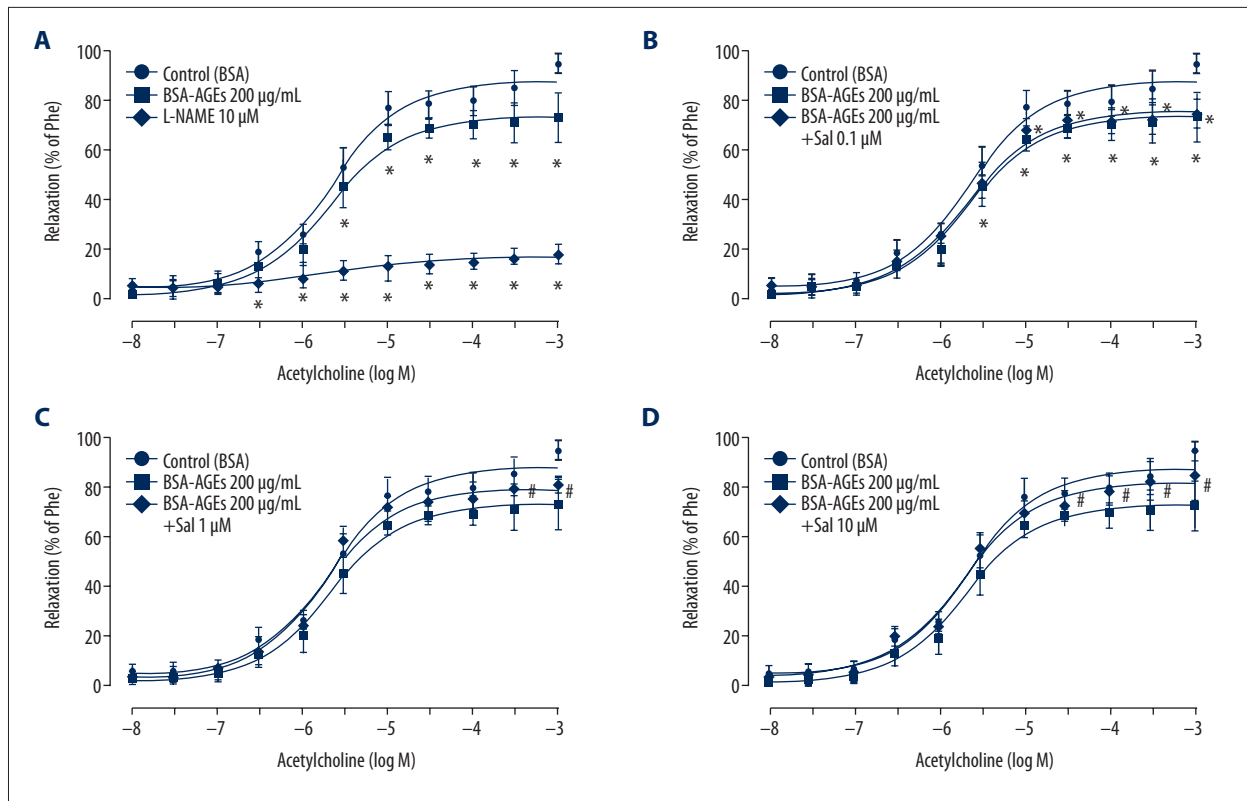 A
100
80
60
40
20
0
Relaxation (% of Phe)
Control (BSA)
BSA-AGEs 200 µg/mL
L-NAME 10 µM
* * * * * *
* * * * * * * *
–8 –7 –6 –5 –4 –3
Acetylcholine (log M)
B
100
80
60
40
20
0
Relaxation (% of Phe)
Control (BSA)
BSA-AGEs 200 µg/mL
BSA-AGEs 200 µg/mL
+Sal 0.1 µM
* * * * *
* * * * * *
–8 –7 –6 –5 –4 –3
Acetylcholine (log M)
C
100
80
60
40
20
0
Relaxation (% of Phe)
Control (BSA)
BSA-AGEs 200 µg/mL
BSA-AGEs 200 µg/mL
+Sal 1 µM
# #
–8 –7 –6 –5 –4 –3
Acetylcholine (log M)
D
100
80
60
40
20
0
Relaxation (% of Phe)
Control (BSA)
BSA-AGEs 200 µg/mL
BSA-AGEs 200 µg/mL
+Sal 10 µM
# # # #
–8 –7 –6 –5 –4 –3
Acetylcholine (log M)